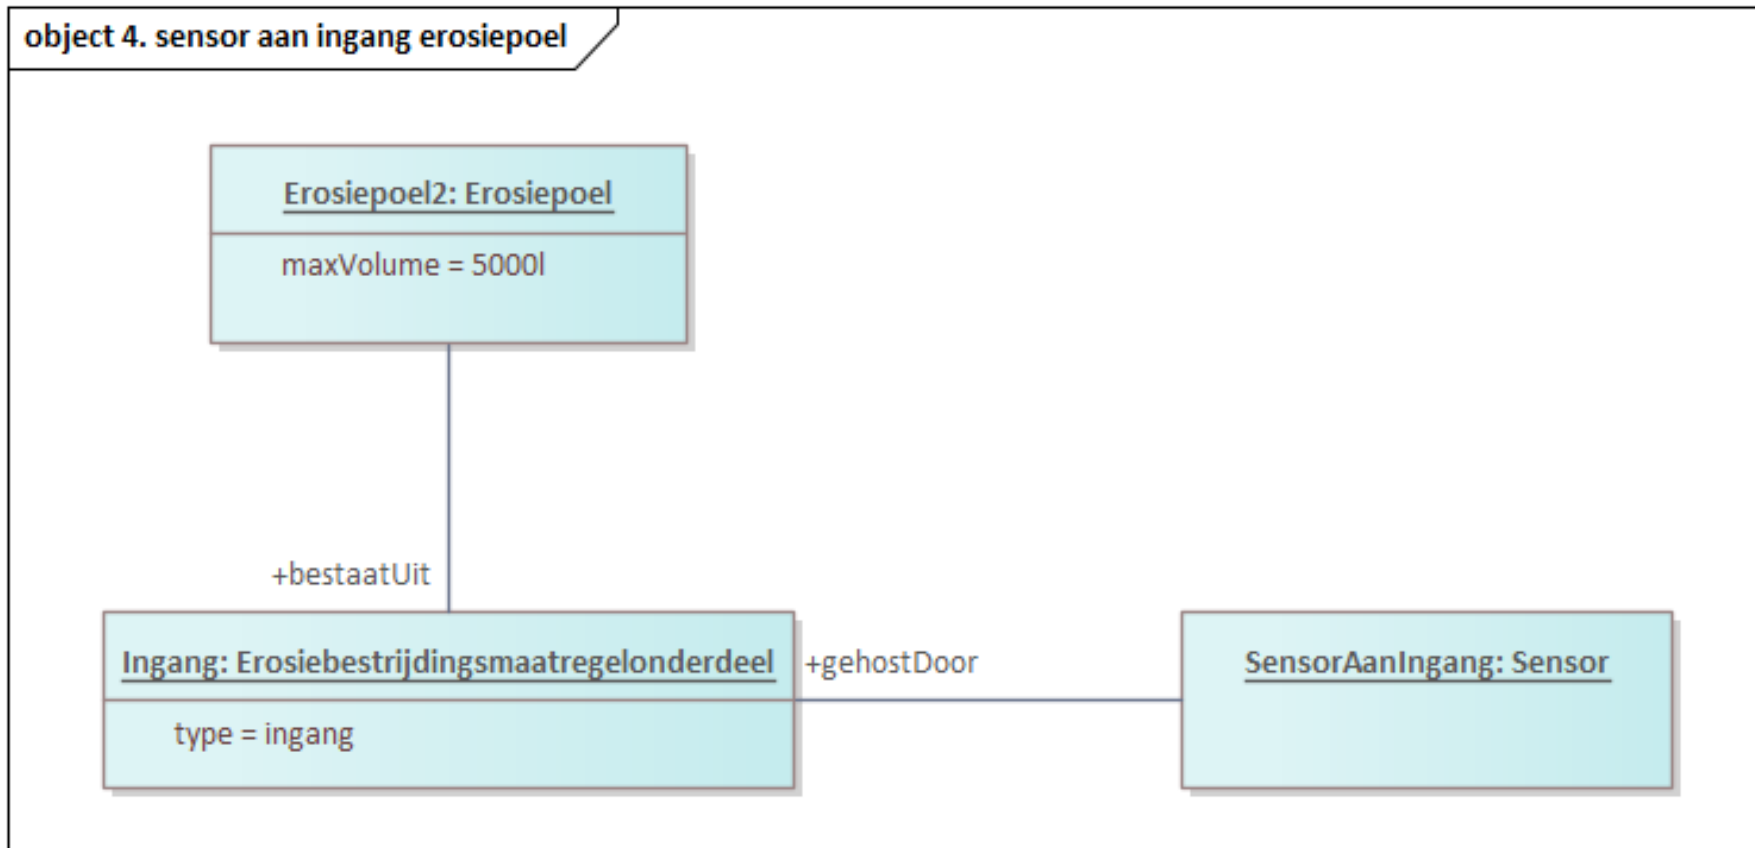 object 4. sensor aan ingang erosiepoel
Erosiepoel2: Erosiepoel
maxVolume = 5000l
+bestaatUit
Ingang: Erosiebestrijdingsmaatregelonderdeel
+gehostDoor
SensorAanIngang: Sensor
type = ingang